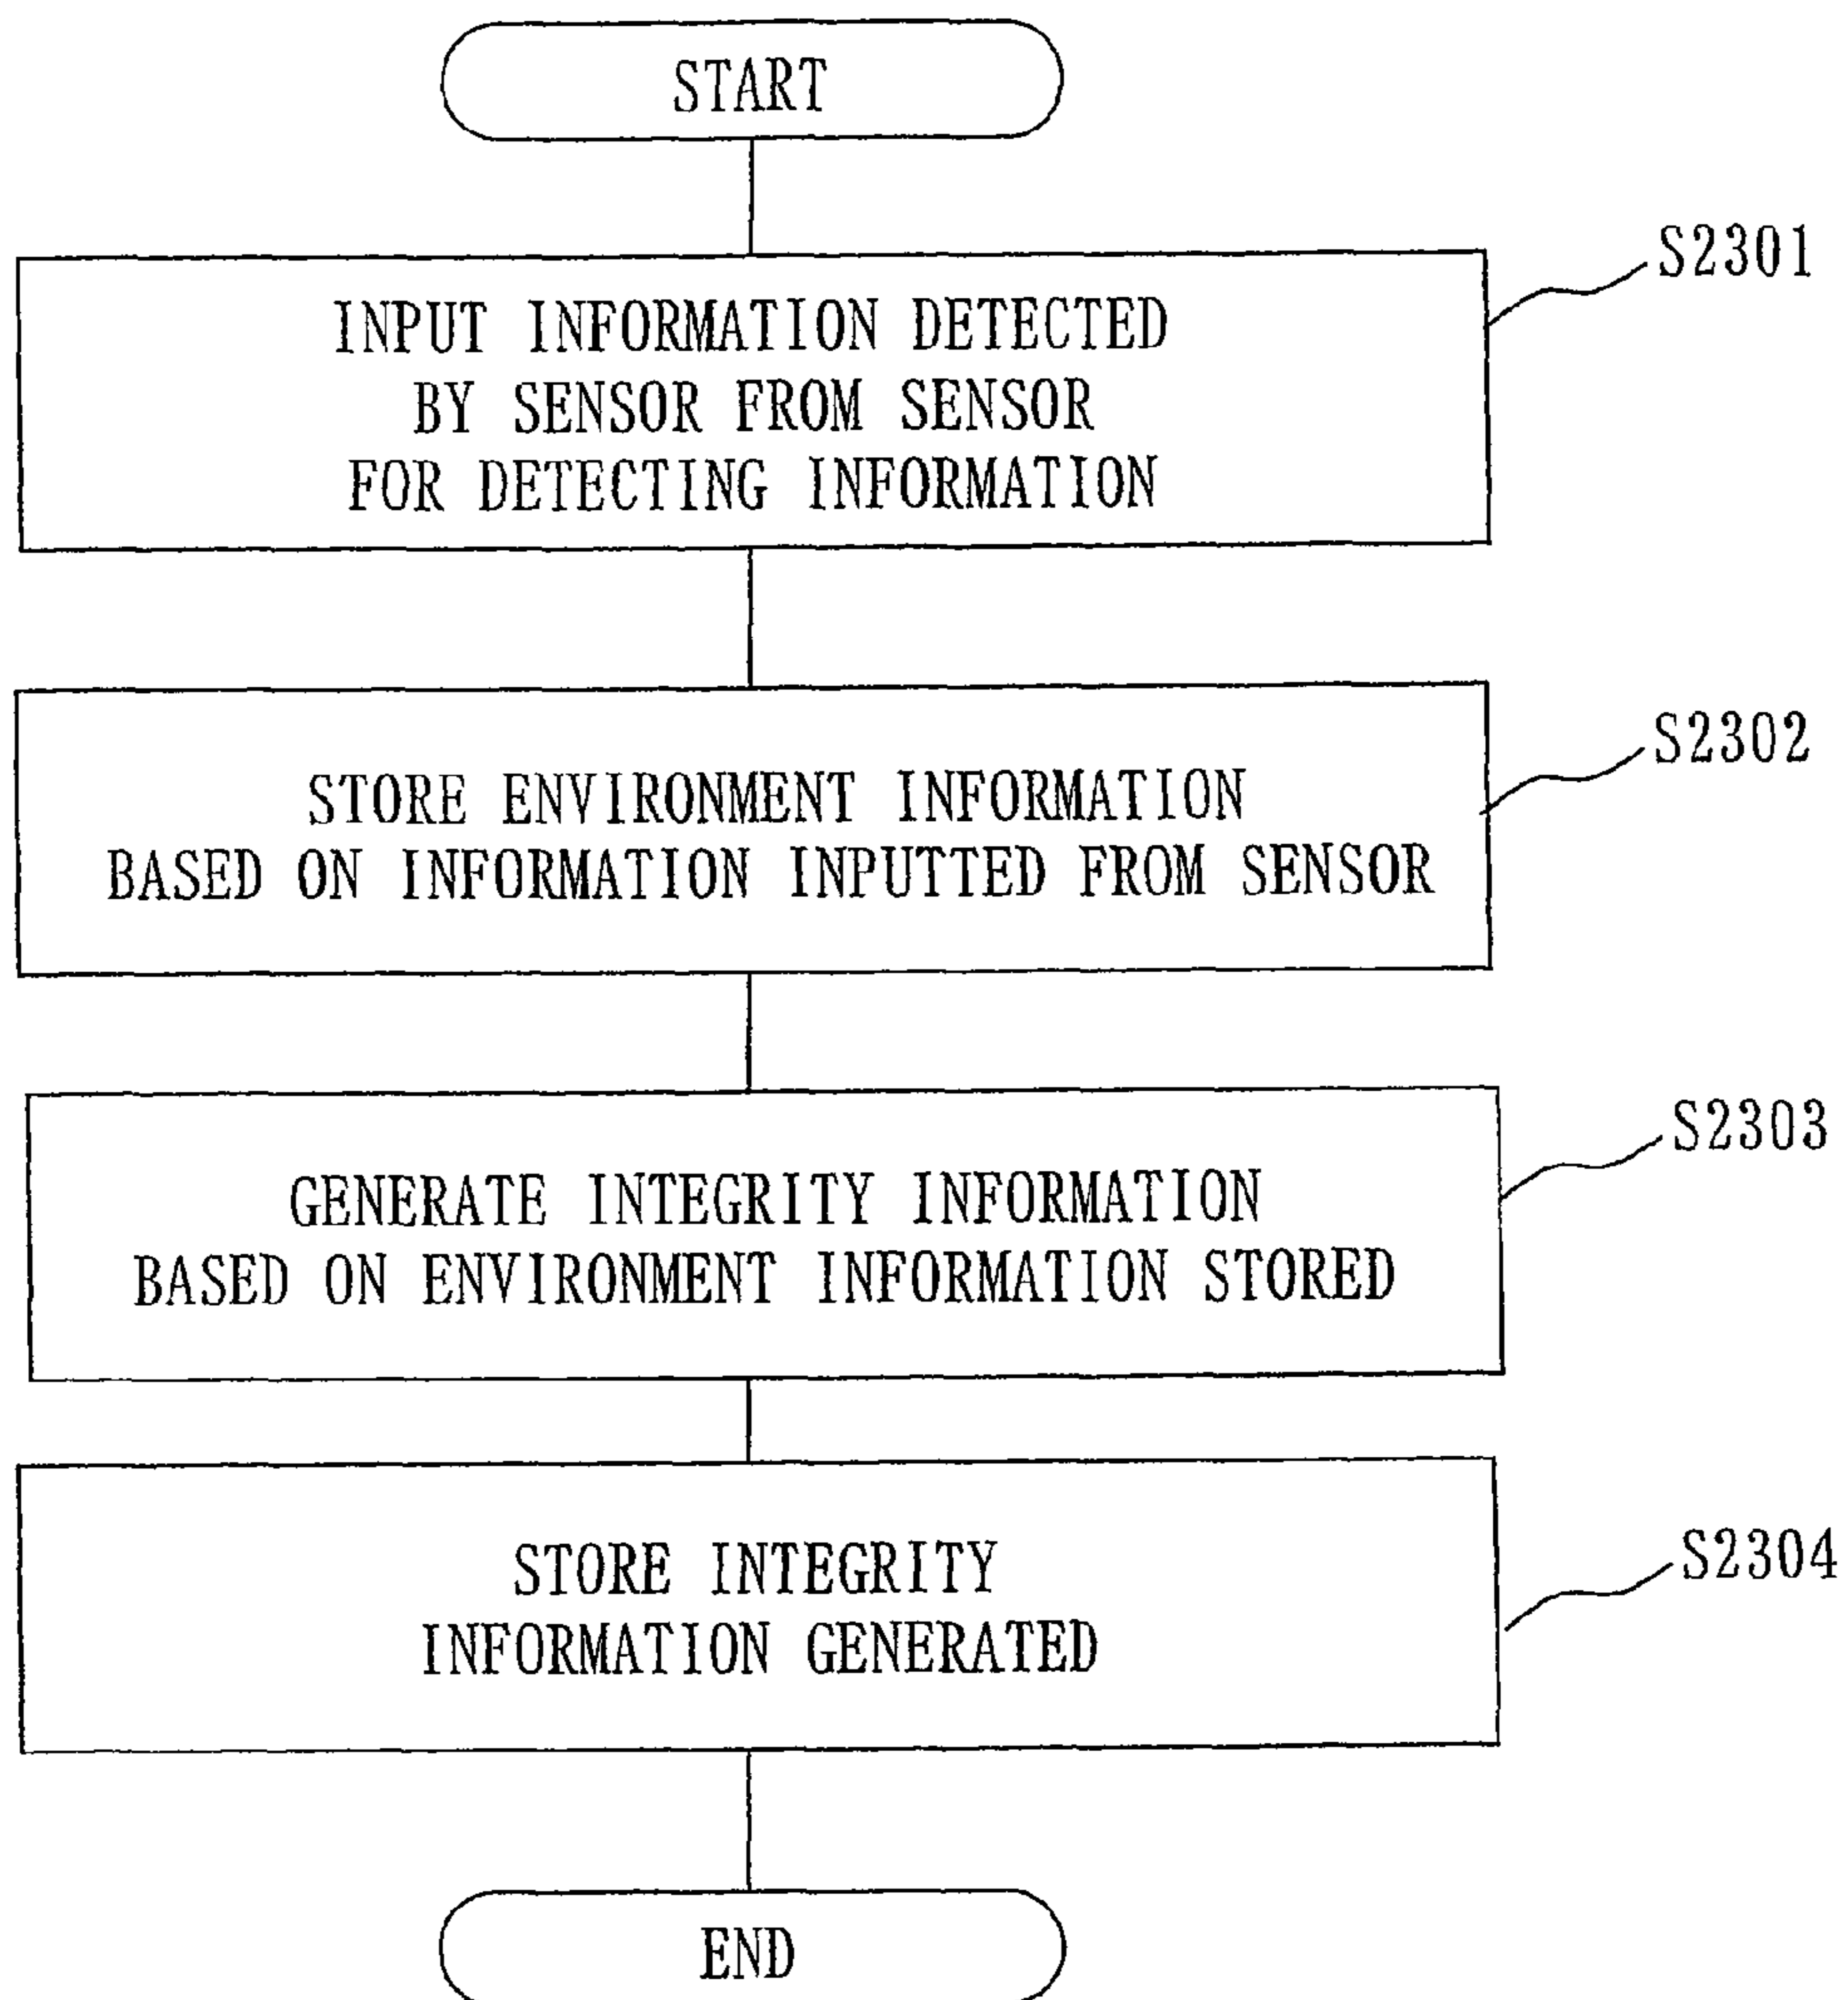 START
S2301
INPUT INFORMATION DETECTED
BY SENSOR FROM SENSOR
FOR DETECTING INFORMATION
S2302
STORE ENVIRONMENT INFORMATION
BASED ON INFORMATION INPUTTED FROM SENSOR
S2303
GENERATE INTEGRITY INFORMATION
BASED ON ENVIRONMENT INFORMATION STORED
S2304
STORE INTEGRITY
INFORMATION GENERATED
END